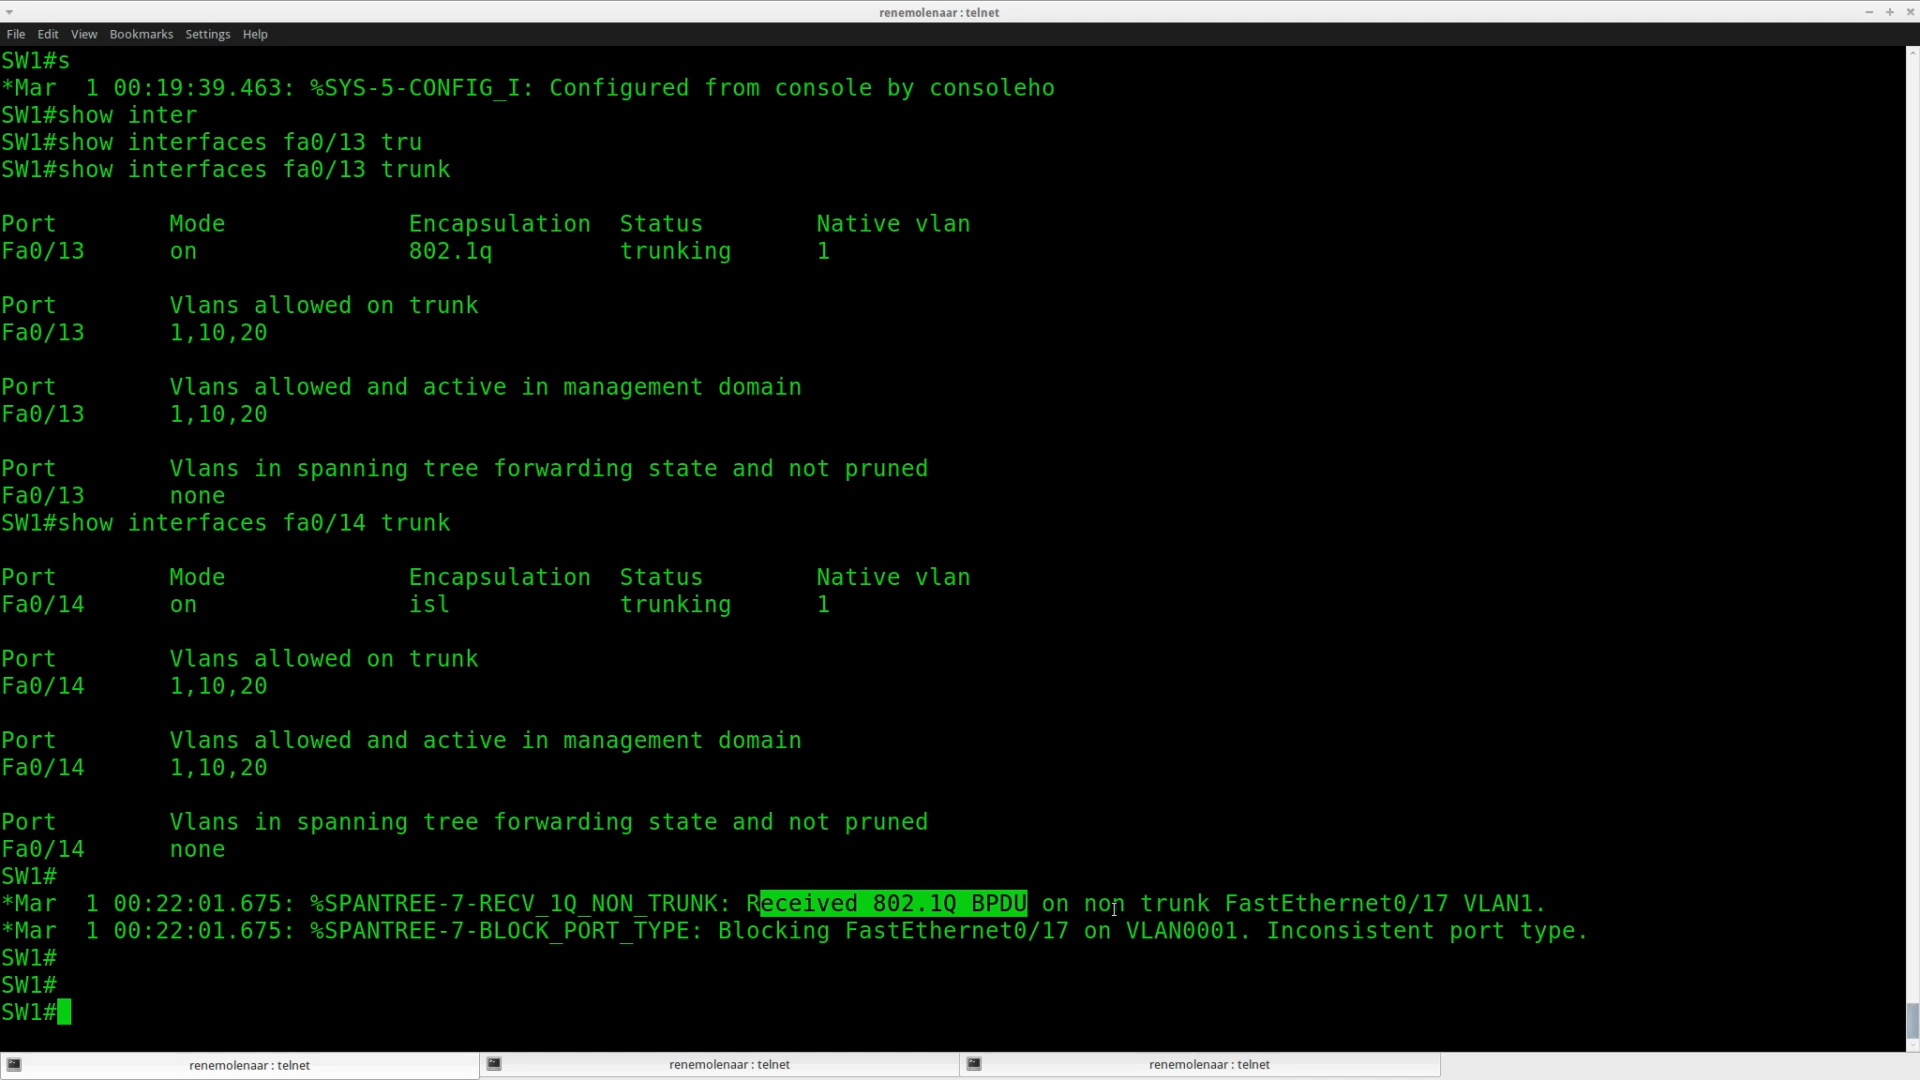 renemolenaar : telnet
File Edit View Bookmarks Settings Help
SW1#s
*Mar  1 00:19:39.463: %SYS-5-CONFIG_I: Configured from console by consoleho
SW1#show inter
SW1#show interfaces fa0/13 tru
SW1#show interfaces fa0/13 trunk
Port        Mode             Encapsulation  Status        Native vlan
Fa0/13      on               802.1q         trunking      1
Port        Vlans allowed on trunk
Fa0/13      1,10,20
Port        Vlans allowed and active in management domain
Fa0/13      1,10,20
Port        Vlans in spanning tree forwarding state and not pruned
Fa0/13      none
SW1#show interfaces fa0/14 trunk
Port        Mode             Encapsulation  Status        Native vlan
Fa0/14      on               isl            trunking      1
Port        Vlans allowed on trunk
Fa0/14      1,10,20
Port        Vlans allowed and active in management domain
Fa0/14      1,10,20
Port        Vlans in spanning tree forwarding state and not pruned
Fa0/14      none
SW1#
*Mar  1 00:22:01.675: %SPANTREE-7-RECV_1Q_NON_TRUNK: Received 802.1Q BPDU on non trunk FastEthernet0/17 VLAN1.
*Mar  1 00:22:01.675: %SPANTREE-7-BLOCK_PORT_TYPE: Blocking FastEthernet0/17 on VLAN0001. Inconsistent port type.
SW1#
SW1#
SW1#
renemolenaar : telnet renemolenaar : telnet renemolenaar : telnet